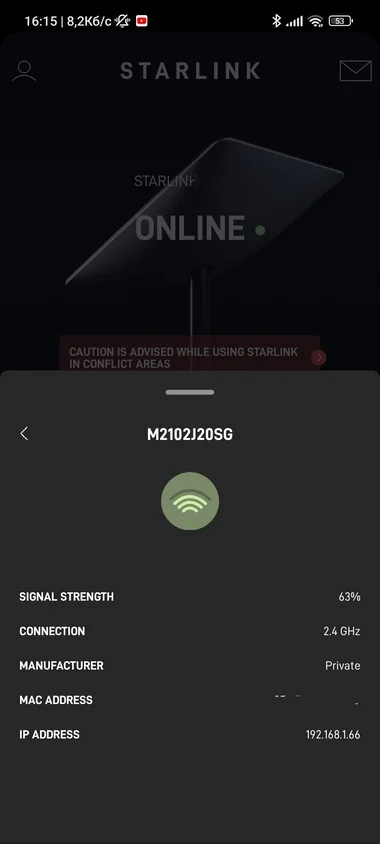 16:15 | 8,2Кб/с
53
STARLINK
STARLINK
ONLINE
CAUTION IS ADVISED WHILE USING STARLINK
IN CONFLICT AREAS
M2102J20SG
SIGNAL STRENGTH 63%
CONNECTION 2.4 GHz
MANUFACTURER Private
MAC ADDRESS
IP ADDRESS 192.168.1.66